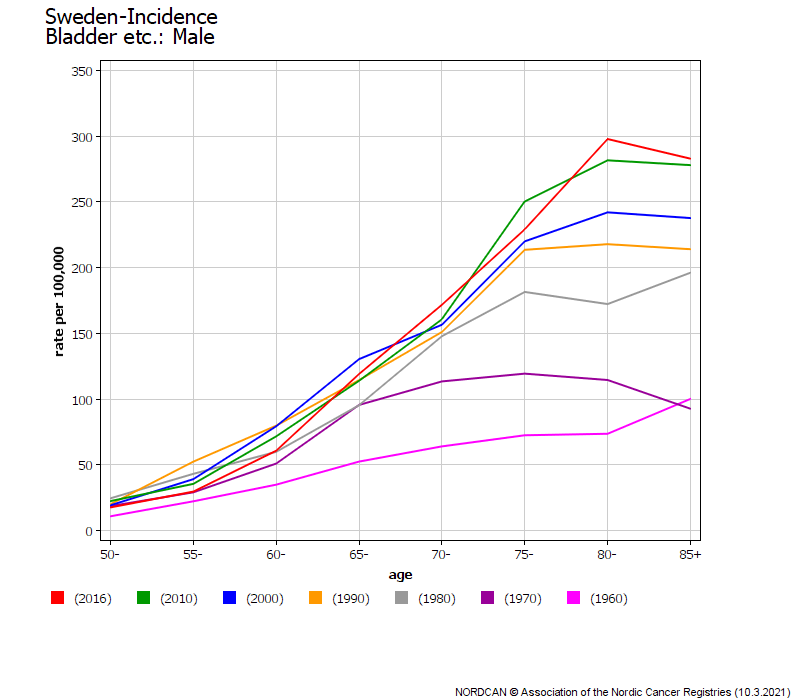 Sweden-Incidence
Bladder etc.: Male
350
300
250
200
150
100
50
0
rate per 100,000
50- 55- 60- 65- 70- 75- 80- 85+
age
(2016) (2010) (2000) (1990) (1980) (1970) (1960)
NORDCAN © Association of the Nordic Cancer Registries (10.3.2021)